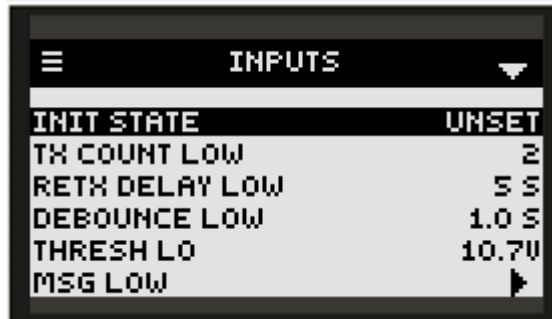 INPUTS
INIT STATE UNSET
TX COUNT LOW 2
RETX DELAY LOW 5 S
DEBOUNCE LOW 1.0 S
THRESH LO 10.7V
MSG LOW